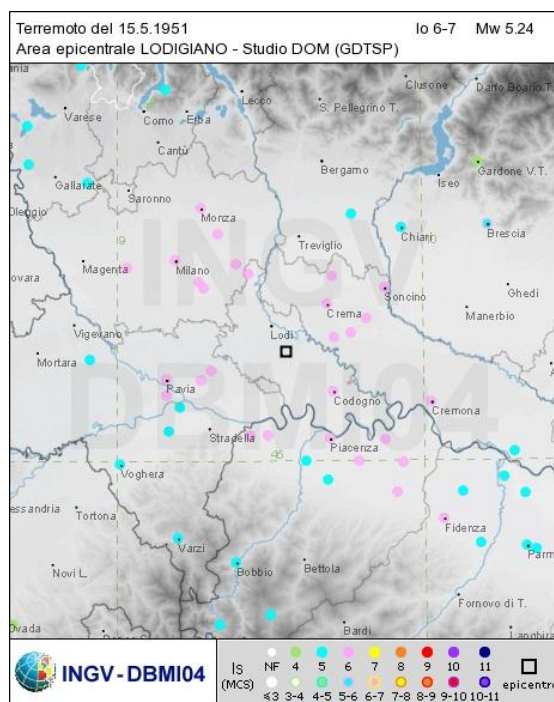 Terremoto del 15.5.1951 Io 6-7 Mw 5.24
Area epicentrale LODIGIANO - Studio DOM (GDTSP)
Clusone
Dario Boario T.
Lecco
S. Pellegrino T.
Varese
Como
Erba
Cantù
Bergamo
Iseo
Gardone V.T.
Gallarate
Saronno
Oleggio
Monza
Treviglio
Chiari
Brescia
INGV
Magenta
Milano
Soncino
Ghedi
Crema
Manerbio
Vigevano
Lodi
Mortara
DBMI04
Pavia
Codogno
Cremona
Stradella
Piacenza
46
Voghera
Tortona
Fidenza
Varzi
Novi L.
Bobbio
Bettola
Fornovo di T.
Bardi
INGV-DBMI04
Is (MCS)
NF 4 5 6 7 8 9 10 11
≤3 3-4 4-5 5-6 6-7 7-8 8-9 9-10 10-11
epicentro